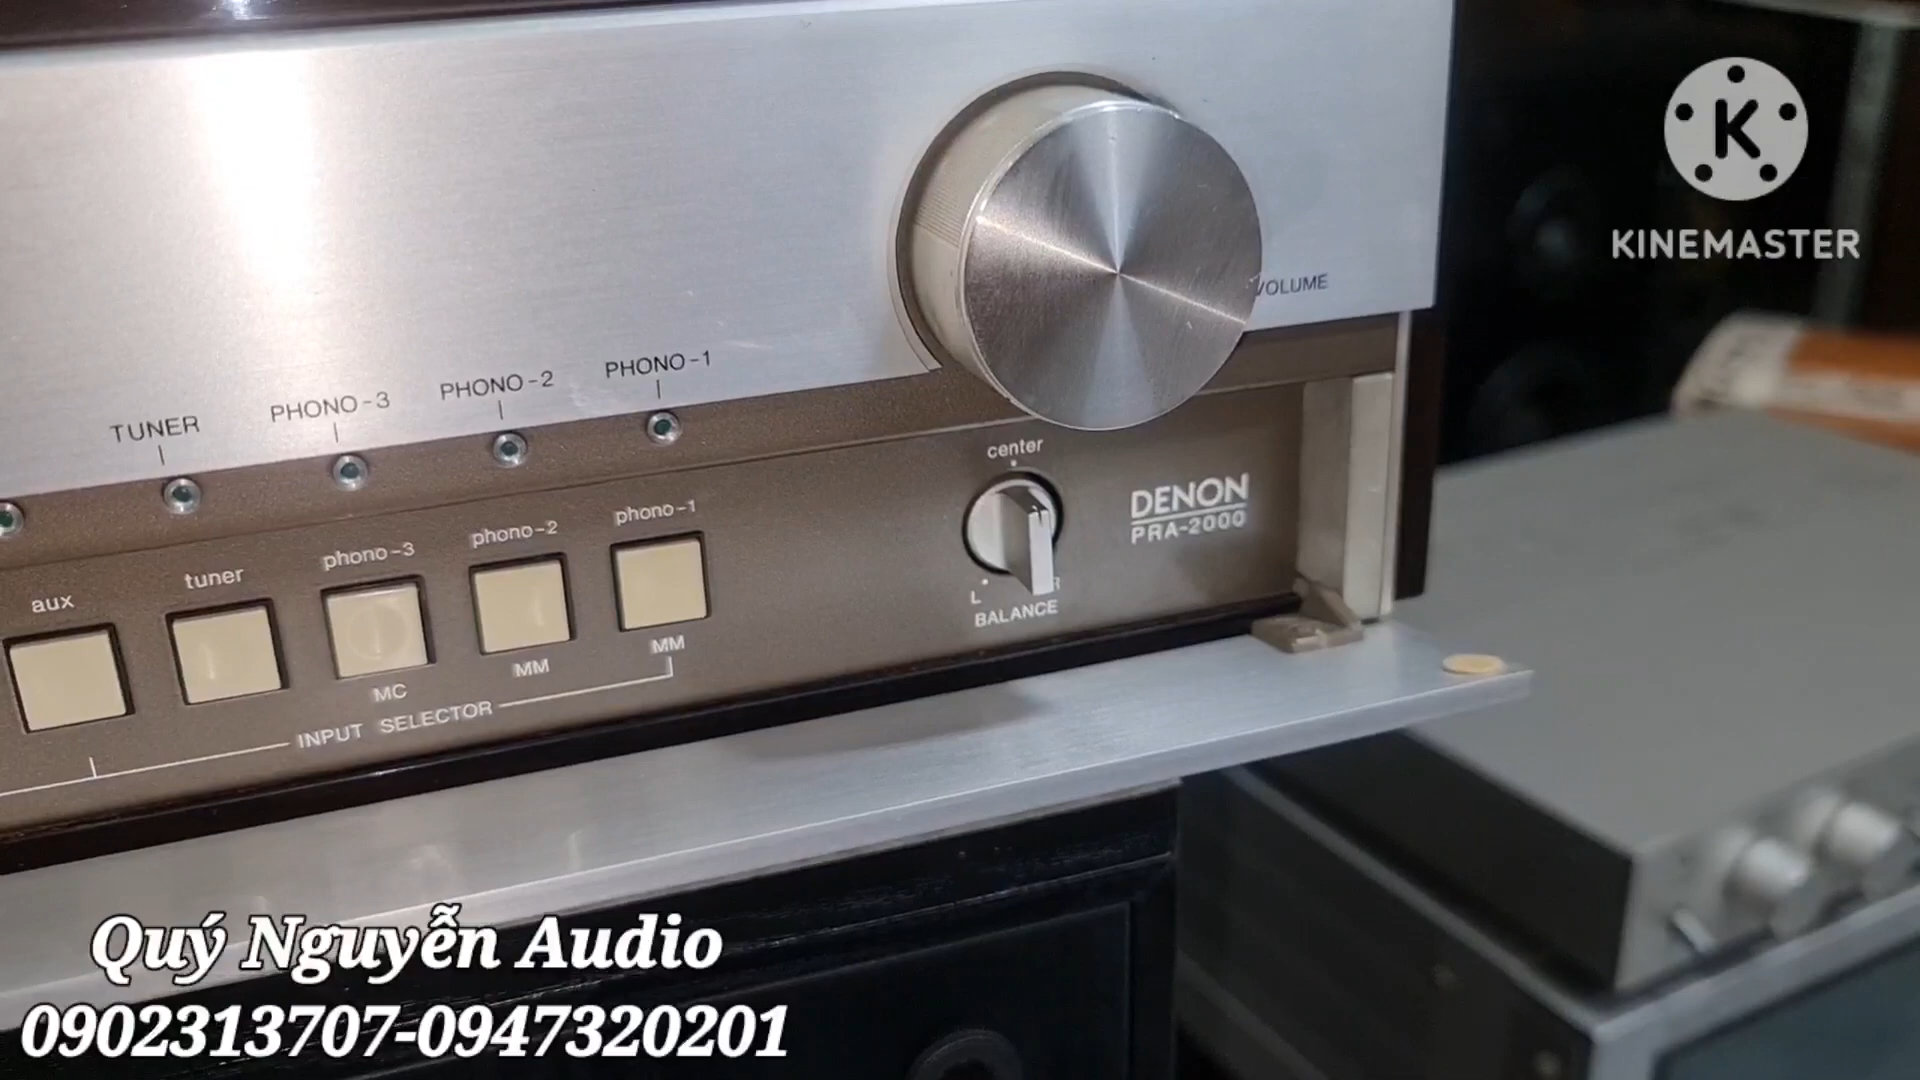 K
KINEMASTER
VOLUME
PHONO-1
PHONO-2
PHONO-3
TUNER
center
DENON
PRA-2000
phono-1
phono-2
phono-3
tuner
aux
L
R
BALANCE
MM
MM
MC
INPUT SELECTOR
Quý Nguyễn Audio
0902313707-0947320201